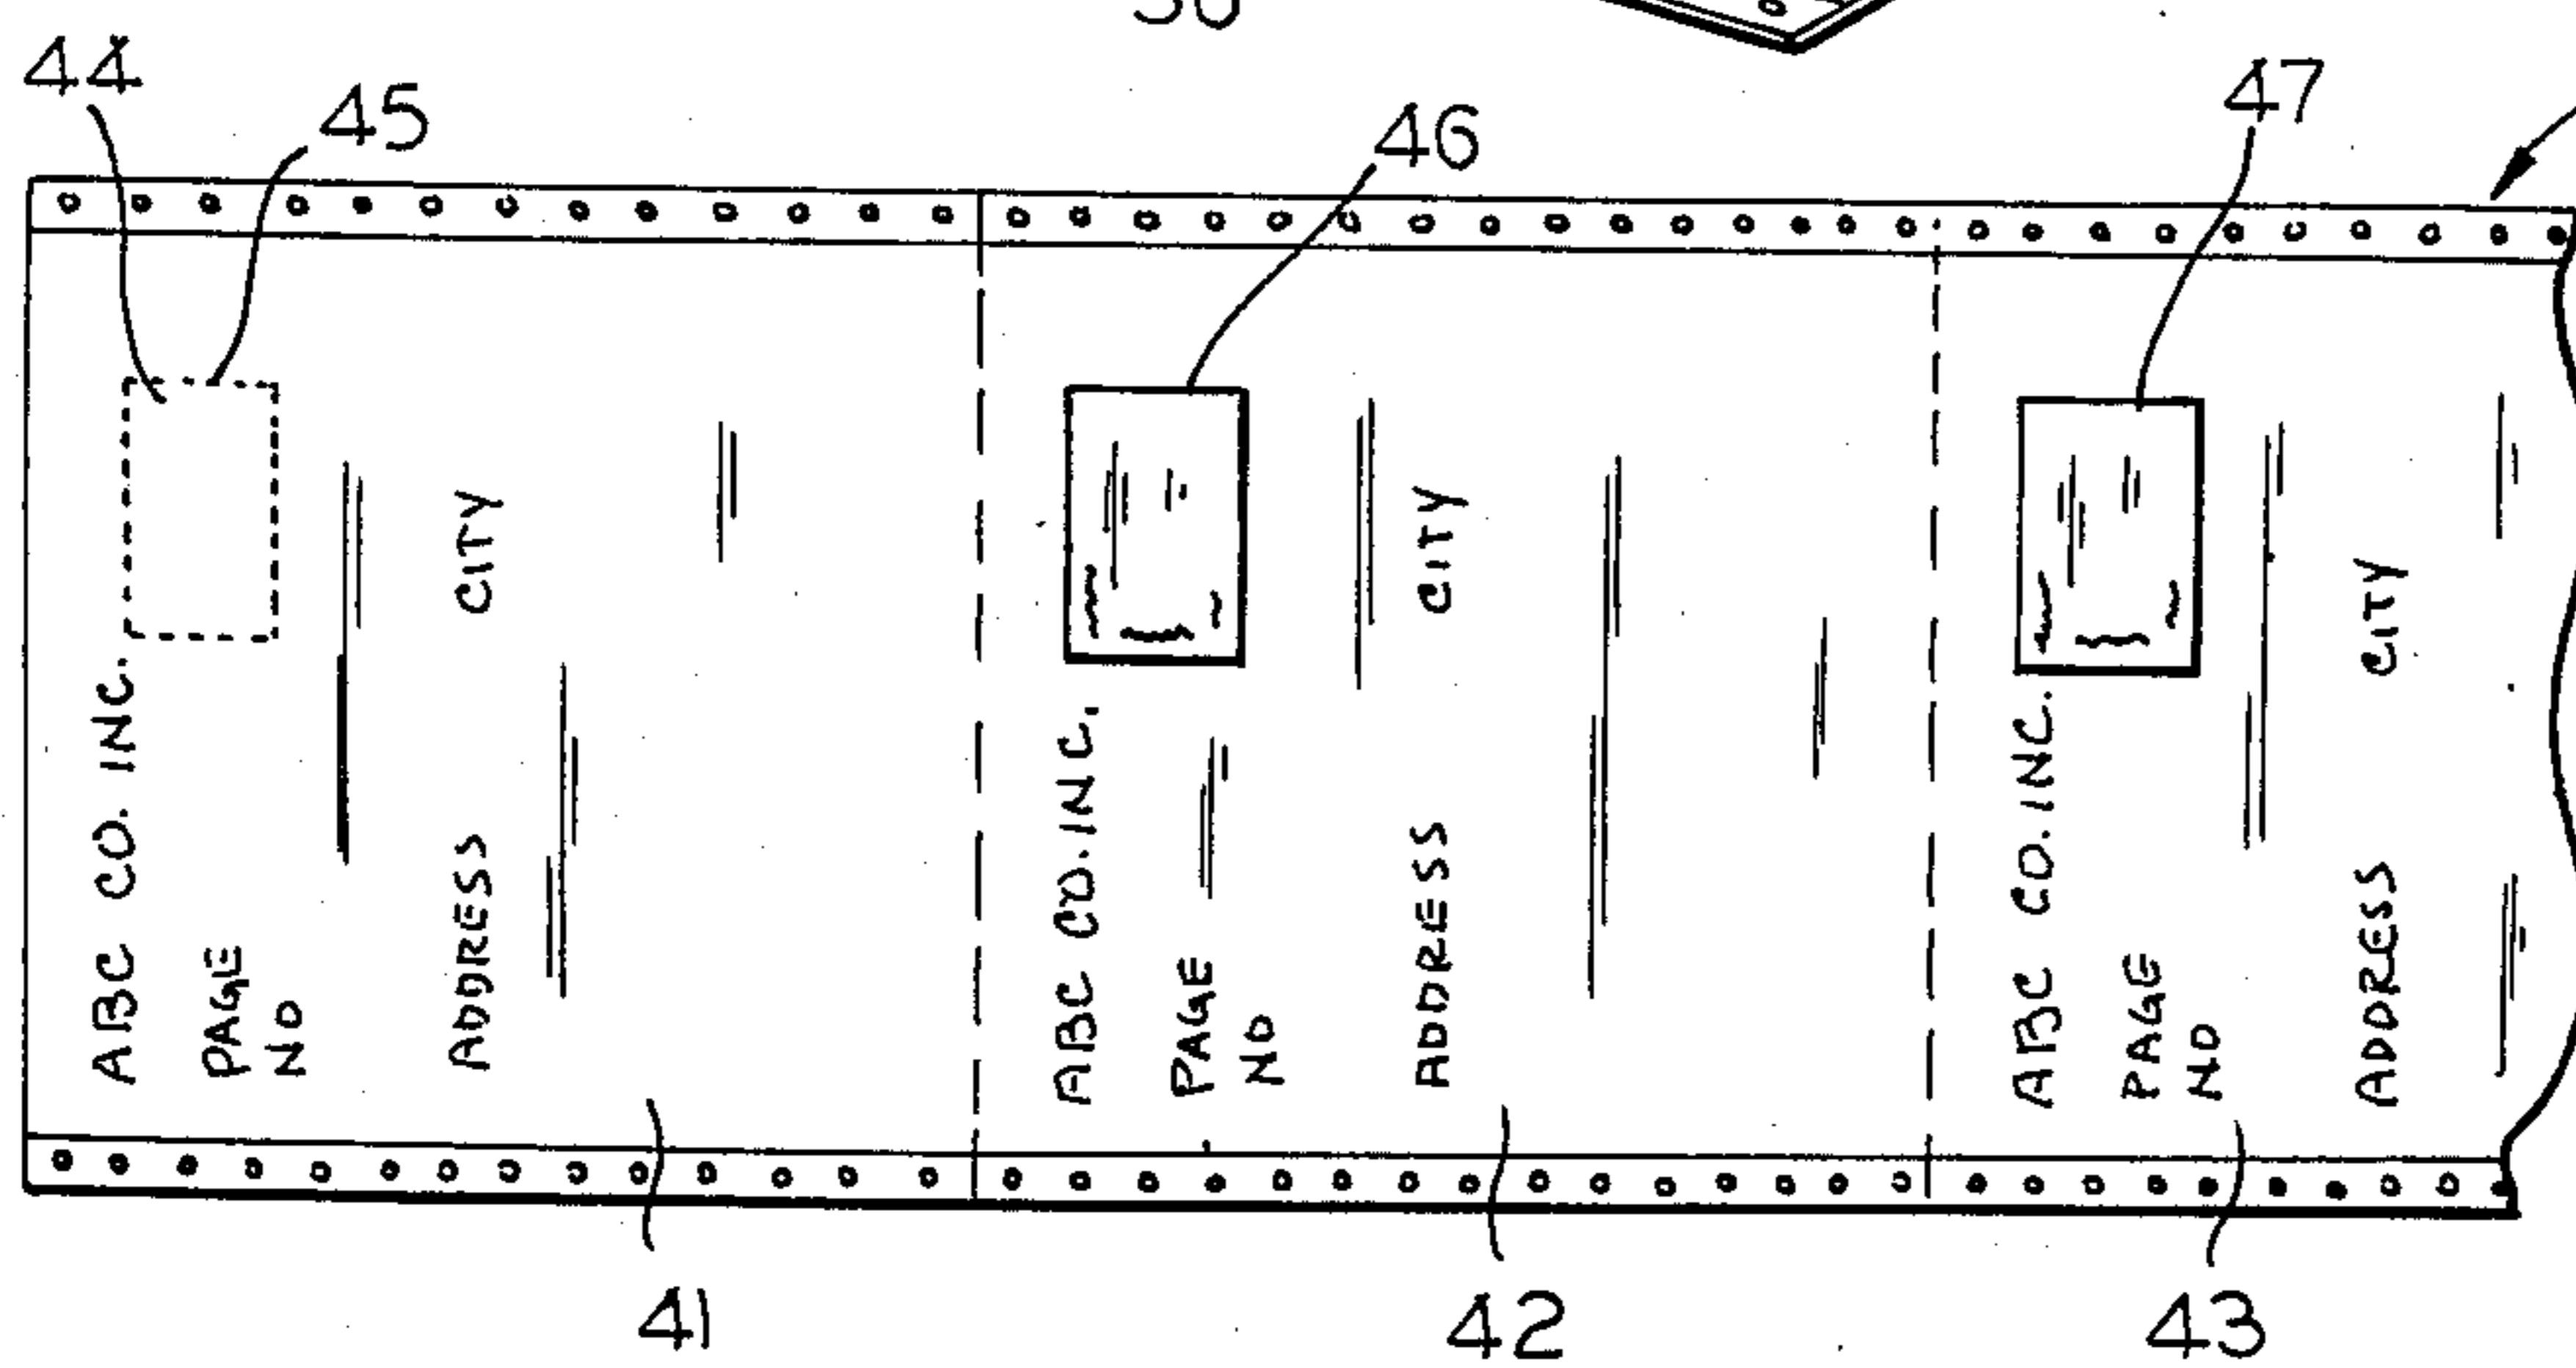 44
45
46
47
ABC CO. INC.
PAGE
NO
ADDRESS
CITY
ABC CO. INC.
PAGE
NO
ADDRESS
CITY
ABC CO. INC.
PAGE
NO
ADDRESS
CITY
41
42
43